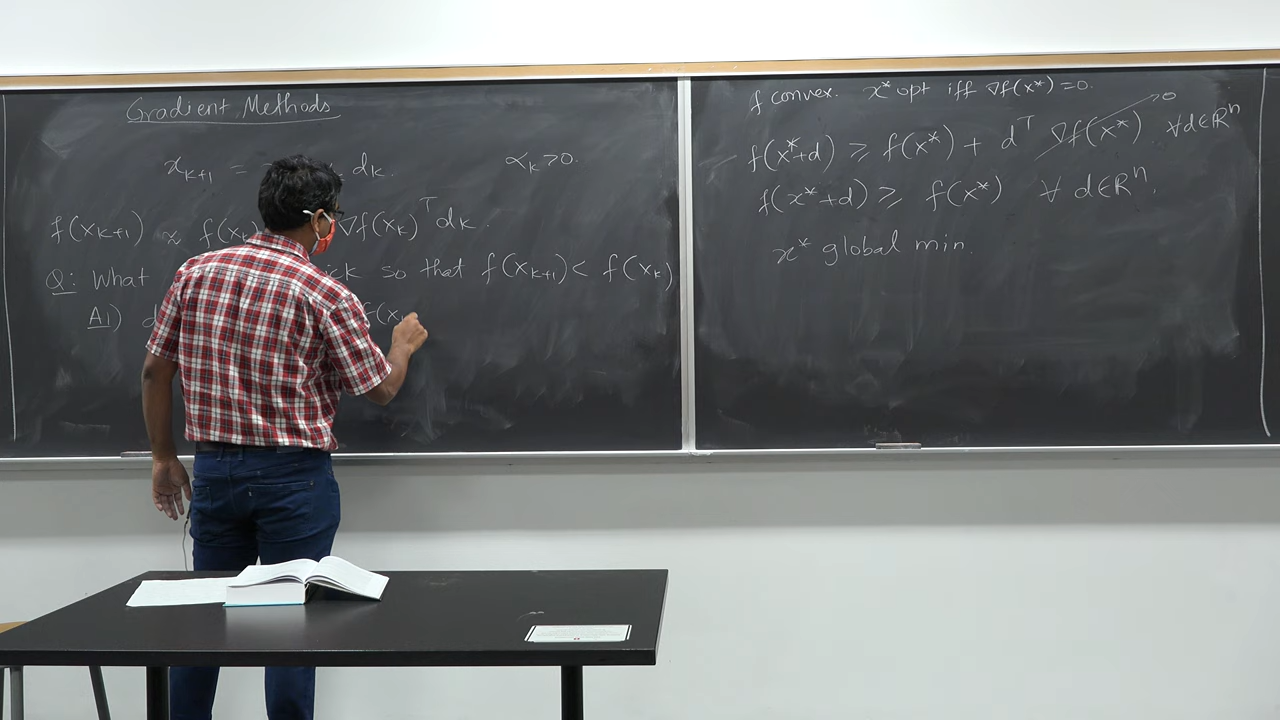 Gradient Methods
x_{k+1} = d_k. α_k > 0.
f(x_{k+1}) ≈ f(x_k ∇f(x_k)^T d_k.
Q: What so that f(x_{k+1}) < f(x_k)
A1) d f(x
f convex. x* opt iff ∇f(x*) = 0.
f(x*+d) ≥ f(x*) + d^T ∇f(x*) → 0 ∀d∈ℝ^n
f(x*+d) ≥ f(x*) ∀ d∈ℝ^n.
x* global min.